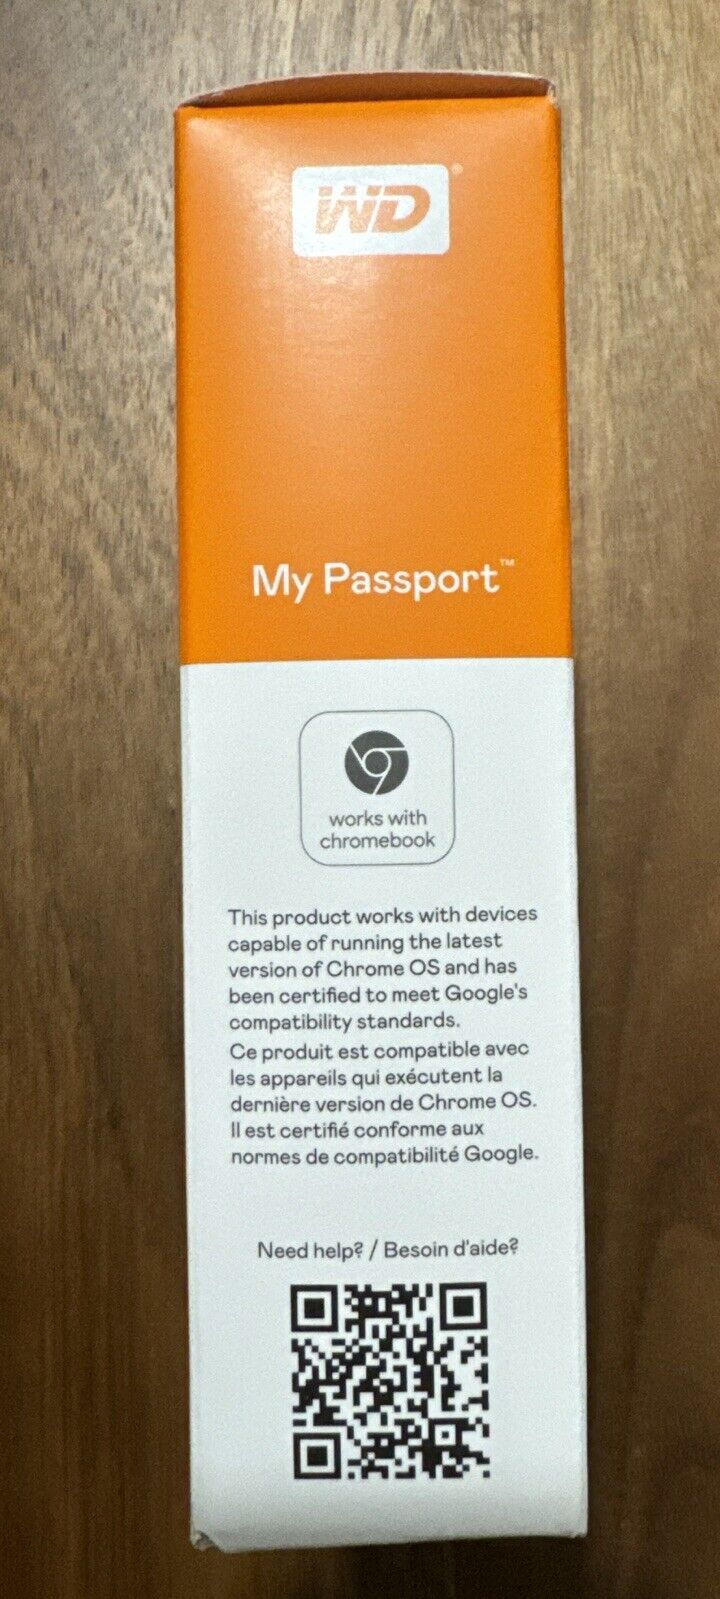 WD®
My Passport™
works with
chromebook
This product works with devices
capable of running the latest
version of Chrome OS and has
been certified to meet Google's
compatibility standards.
Ce produit est compatible avec
les appareils qui exécutent la
dernière version de Chrome OS.
Il est certifié conforme aux
normes de compatibilité Google.
Need help? / Besoin d'aide?